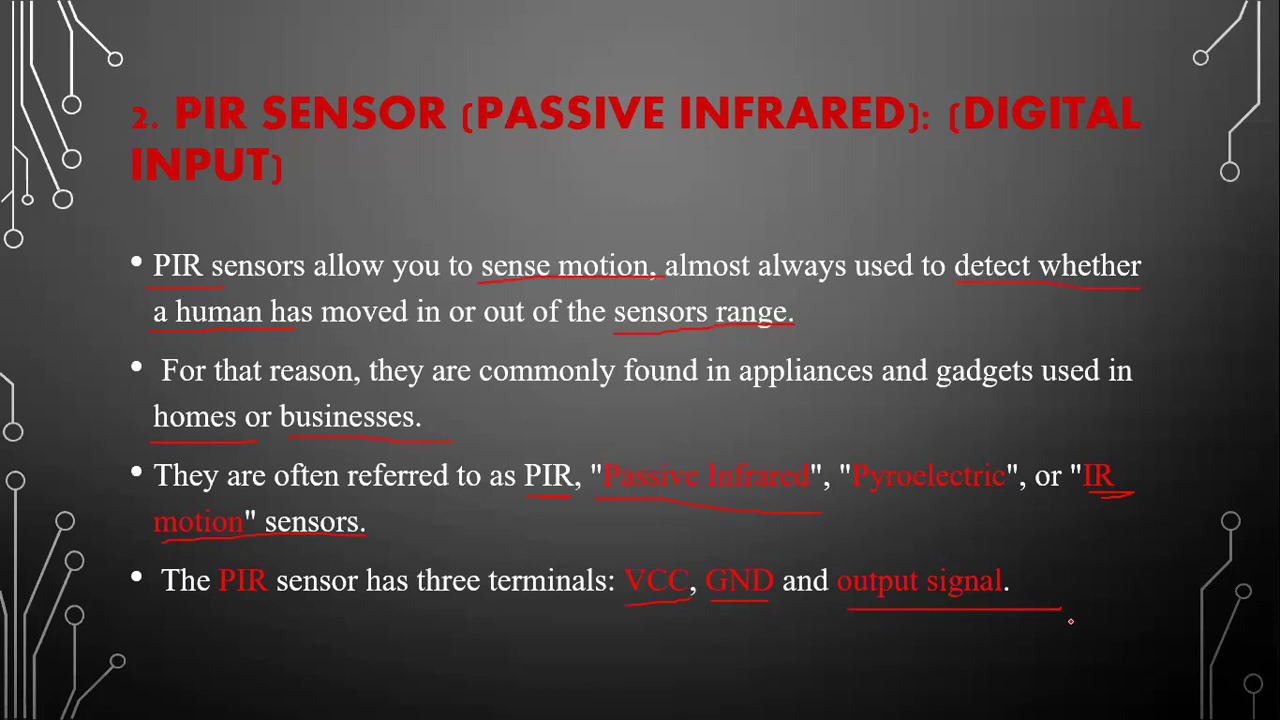 2. PIR SENSOR (PASSIVE INFRARED): (DIGITAL
INPUT)
• PIR sensors allow you to sense motion, almost always used to detect whether
a human has moved in or out of the sensors range.
• For that reason, they are commonly found in appliances and gadgets used in
homes or businesses.
• They are often referred to as PIR, "Passive Infrared", "Pyroelectric", or "IR
motion" sensors.
• The PIR sensor has three terminals: VCC, GND and output signal.